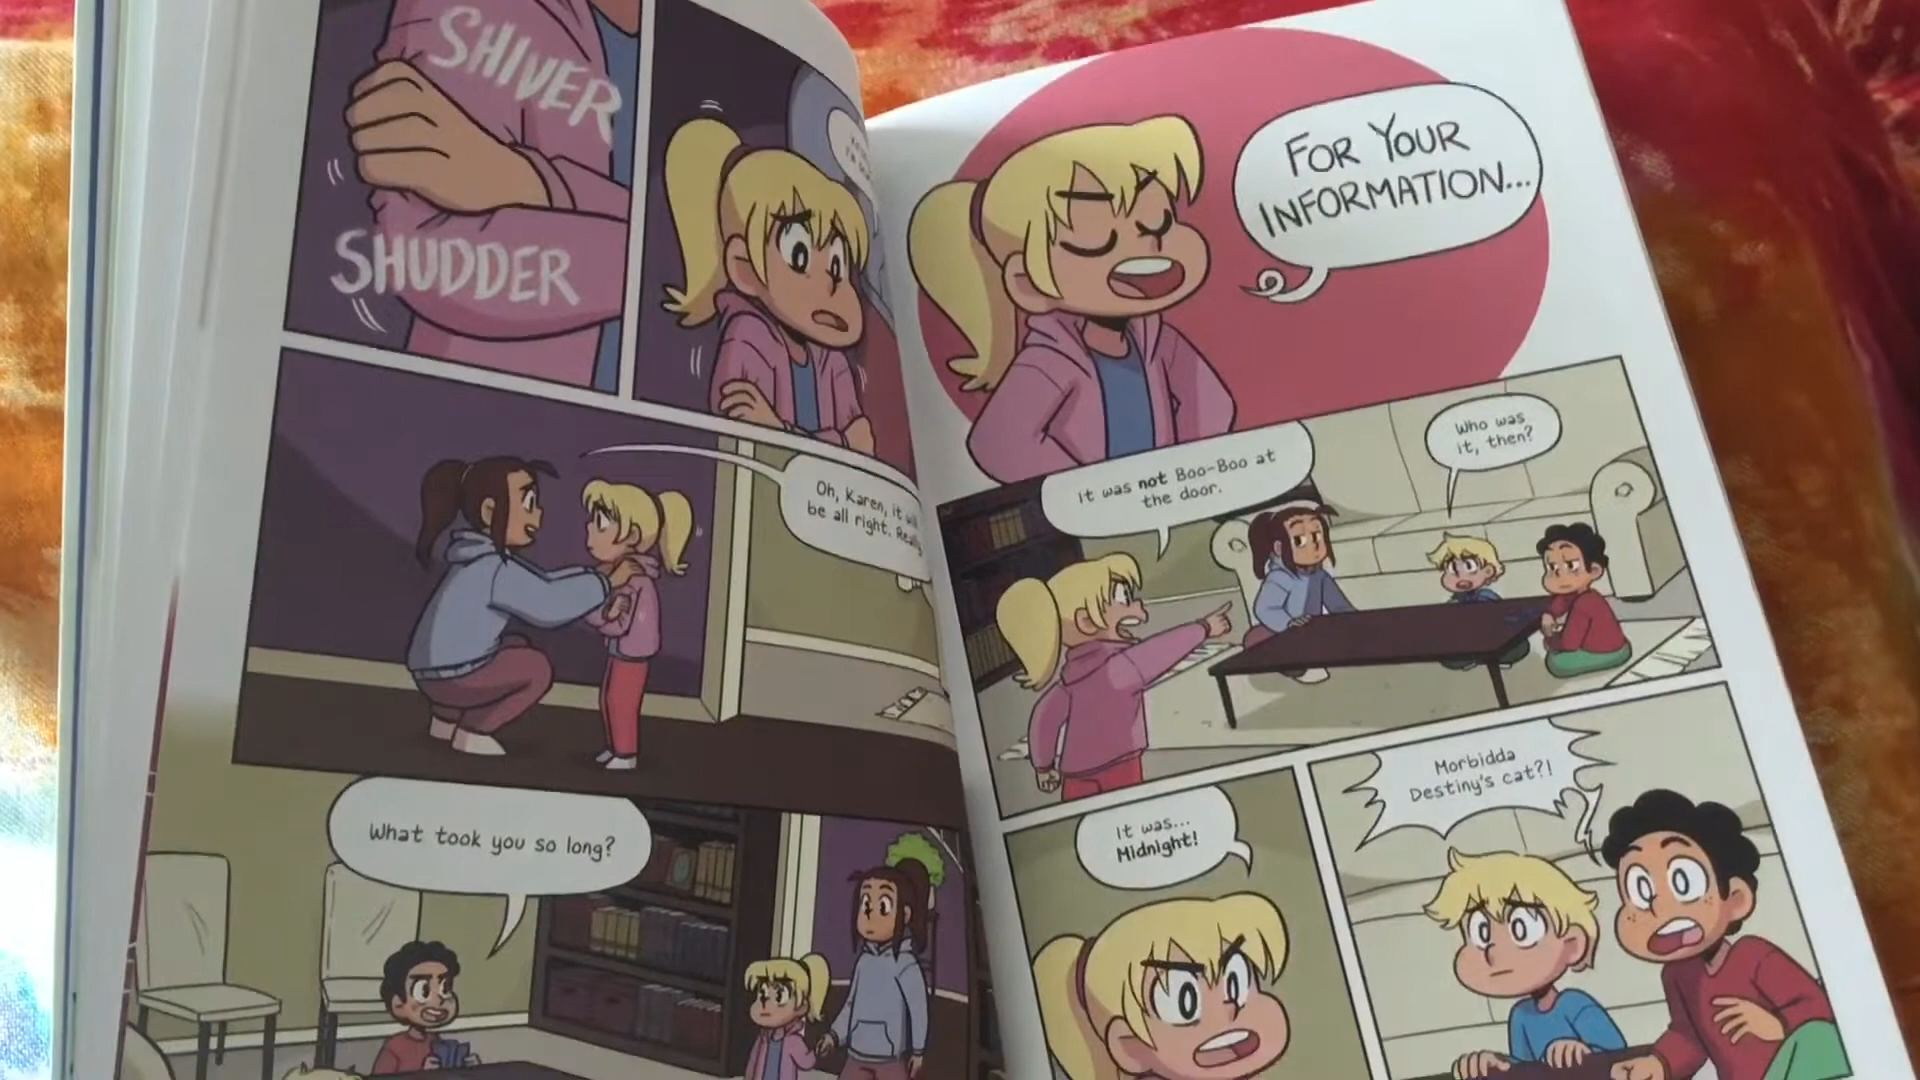 SHIVER
SHUDDER
Oh, Karen, it will
be all right. Really
What took you so long?
FOR YOUR
INFORMATION...
It was not Boo-Boo at
the door.
Who was
it, then?
It was...
Midnight!
Morbidda
Destiny's cat?!